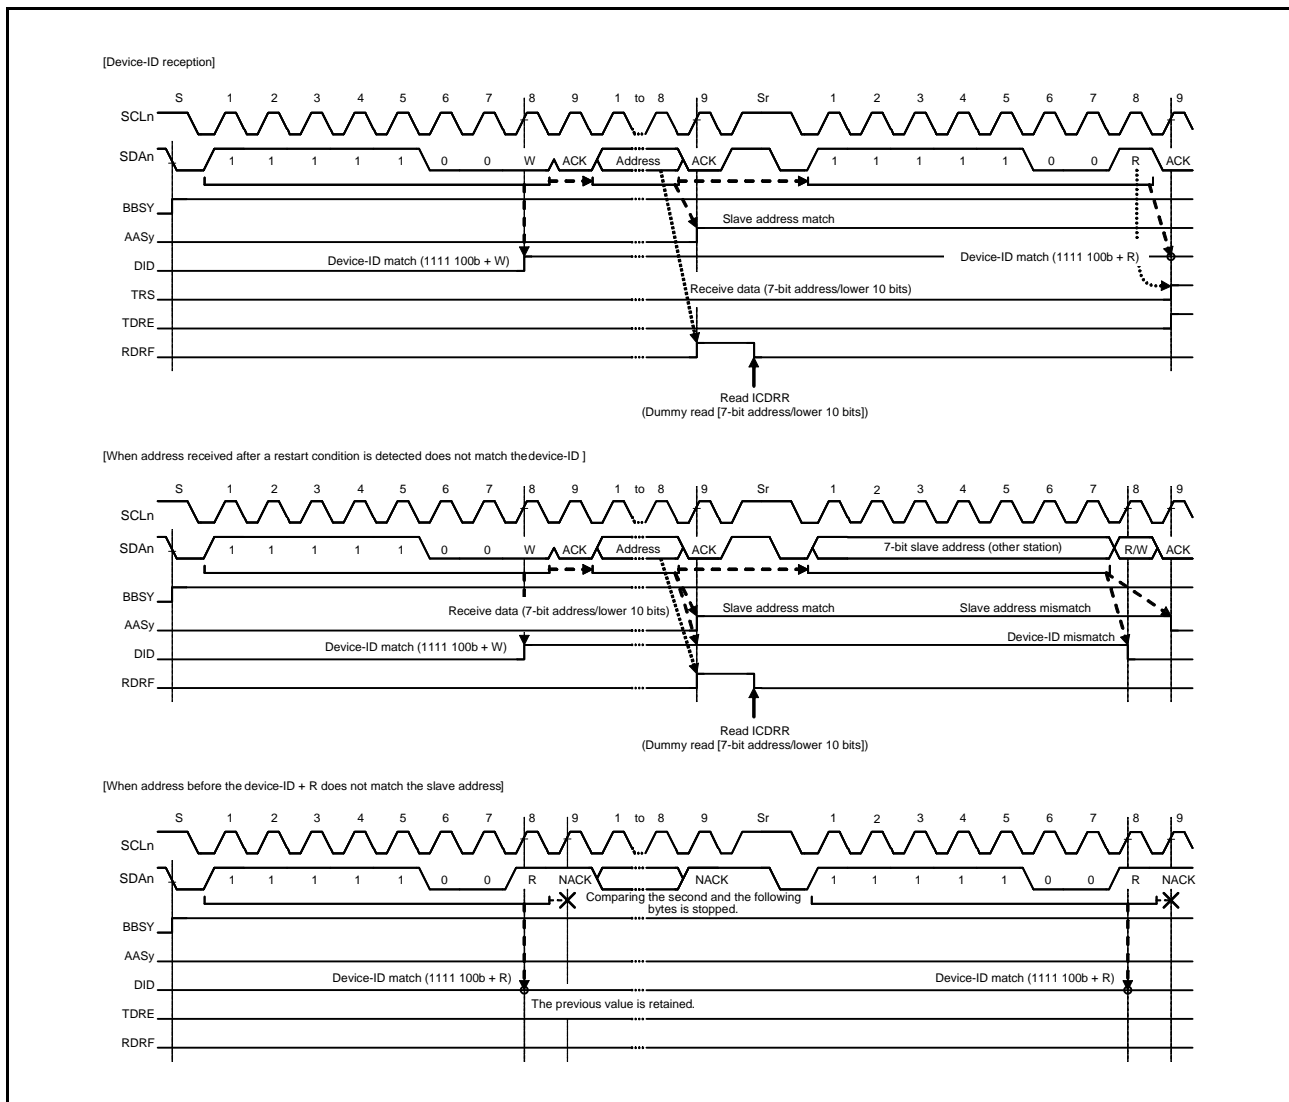 [Device-ID reception]
S 1 2 3 4 5 6 7 8 9 1 to 8 9 Sr 1 2 3 4 5 6 7 8 9
SCLn
SDAn 1 1 1 1 1 0 0 W ACK Address ACK 1 1 1 1 1 0 0 R ACK
BBSY
Slave address match
AASy
Device-ID match (1111 100b + W) Device-ID match (1111 100b + R)
DID
Receive data (7-bit address/lower 10 bits)
TRS
TDRE
RDRF
Read ICDRR
(Dummy read [7-bit address/lower 10 bits])
[When address received after a restart condition is detected does not match thedevice-ID ]
S 1 2 3 4 5 6 7 8 9 1 to 8 9 Sr 1 2 3 4 5 6 7 8 9
SCLn
SDAn 1 1 1 1 1 0 0 W ACK Address ACK 7-bit slave address (other station) R/W ACK
BBSY
Receive data (7-bit address/lower 10 bits) Slave address match Slave address mismatch
AASy
Device-ID match (1111 100b + W) Device-ID mismatch
DID
RDRF
Read ICDRR
(Dummy read [7-bit address/lower 10 bits])
[When address before the device-ID + R does not match the slave address]
S 1 2 3 4 5 6 7 8 9 1 to 8 9 Sr 1 2 3 4 5 6 7 8 9
SCLn
SDAn 1 1 1 1 1 0 0 R NACK NACK 1 1 1 1 1 0 0 R NACK
Comparing the second and the following
bytes is stopped.
BBSY
AASy
Device-ID match (1111 100b + R) Device-ID match (1111 100b + R)
DID
The previous value is retained.
TDRE
RDRF